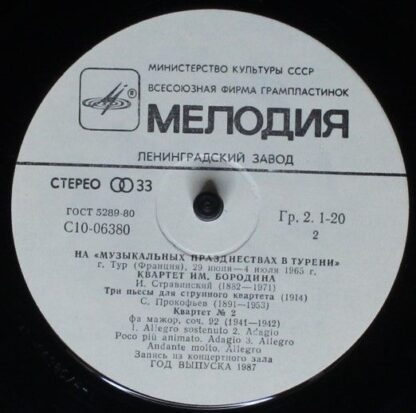 МИНИСТЕРСТВО КУЛЬТУРЫ СССР
ВСЕСОЮЗНАЯ ФИРМА ГРАМПЛАСТИНОК
®
МЕЛОДИЯ
ЛЕНИНГРАДСКИЙ ЗАВОД
СТЕРЕО 33
ГОСТ 5289-80
С10-06380
Гр. 2. 1-20
2
НА «МУЗЫКАЛЬНЫХ ПРАЗДНЕСТВАХ В ТУРЕНИ»
г. Тур (Франция), 29 июня—4 июля 1965 г.
КВАРТЕТ ИМ. БОРОДИНА
И. Стравинский (1882—1971)
Три пьесы для струнного квартета (1914)
С. Прокофьев (1891—1953)
Квартет № 2
фа мажор, соч. 92 (1941—1942)
1. Allegro sostenuto 2. Adagio
Poco più animato. Adagio 3. Allegro
Andante molto. Allegro
Запись из концертного зала
ГОД ВЫПУСКА 1987